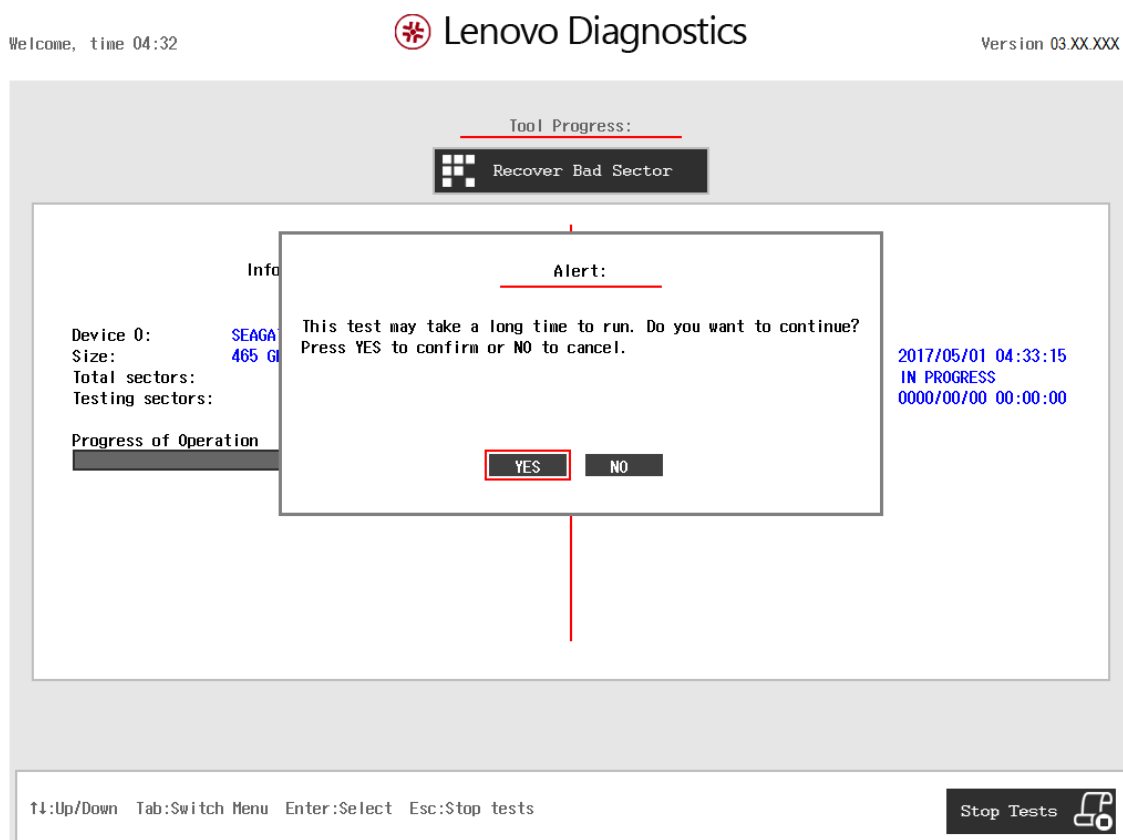 Welcome, time 04:32
Lenovo Diagnostics
Version 03.XX.XXX
Tool Progress:
Recover Bad Sector
Alert:
This test may take a long time to run. Do you want to continue?
Press YES to confirm or NO to cancel.
YES NO
Device 0:
Size: 465
Total sectors:
Testing sectors:
Progress of Operation
2017/05/01 04:33:15
IN PROGRESS
0000/00/00 00:00:00
↑↓:Up/Down Tab:Switch Menu Enter:Select Esc:Stop tests
Stop Tests